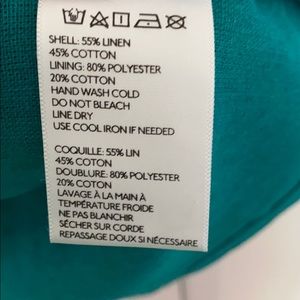 SHELL: 55% LINEN
45% COTTON
LINING: 80% POLYESTER
20% COTTON
HAND WASH COLD
DO NOT BLEACH
LINE DRY
USE COOL IRON IF NEEDED
COQUILLE: 55% LIN
45% COTON
DOUBLURE: 80% POLYESTER
20% COTON
LAVAGE À LA MAIN À
TEMPÉRATURE FROIDE
NE PAS BLANCHIR
SÉCHER SUR CORDE
REPASSAGE DOUX SI NÉCESSAIRE